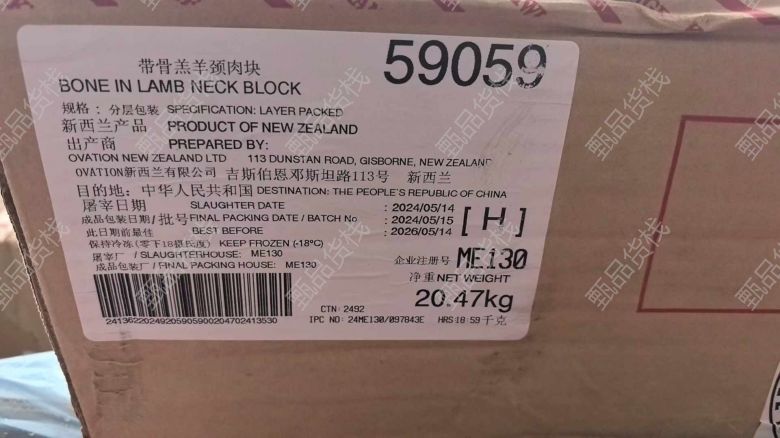 带骨羔羊颈肉块
59059
BONE IN LAMB NECK BLOCK
规格：分层包装 SPECIFICATION: LAYER PACKED
新西兰产品 PRODUCT OF NEW ZEALAND
出产商 PREPARED BY:
OVATION NEW ZEALAND LTD 113 DUNSTAN ROAD, GISBORNE, NEW ZEALAND
OVATION新西兰有限公司 吉斯伯恩邓斯坦路113号 新西兰
目的地：中华人民共和国 DESTINATION: THE PEOPLE'S REPUBLIC OF CHINA
屠宰日期 SLAUGHTER DATE : 2024/05/14
成品包装日期/批号 FINAL PACKING DATE / BATCH No : 2024/05/15 [H]
此日期前最佳 BEST BEFORE : 2026/05/14
保持冷冻(零下18摄氏度) KEEP FROZEN (-18°C)
屠宰厂 / SLAUGHTERHOUSE: ME130 企业注册号 ME130
成品包装厂 / FINAL PACKING HOUSE: ME130 净重 NET WEIGHT
20.47kg 千克
CTN: 2492
24136220249205905900204702413530 IPC NO: 24ME130/097843E HRS:18:59
甄品货栈